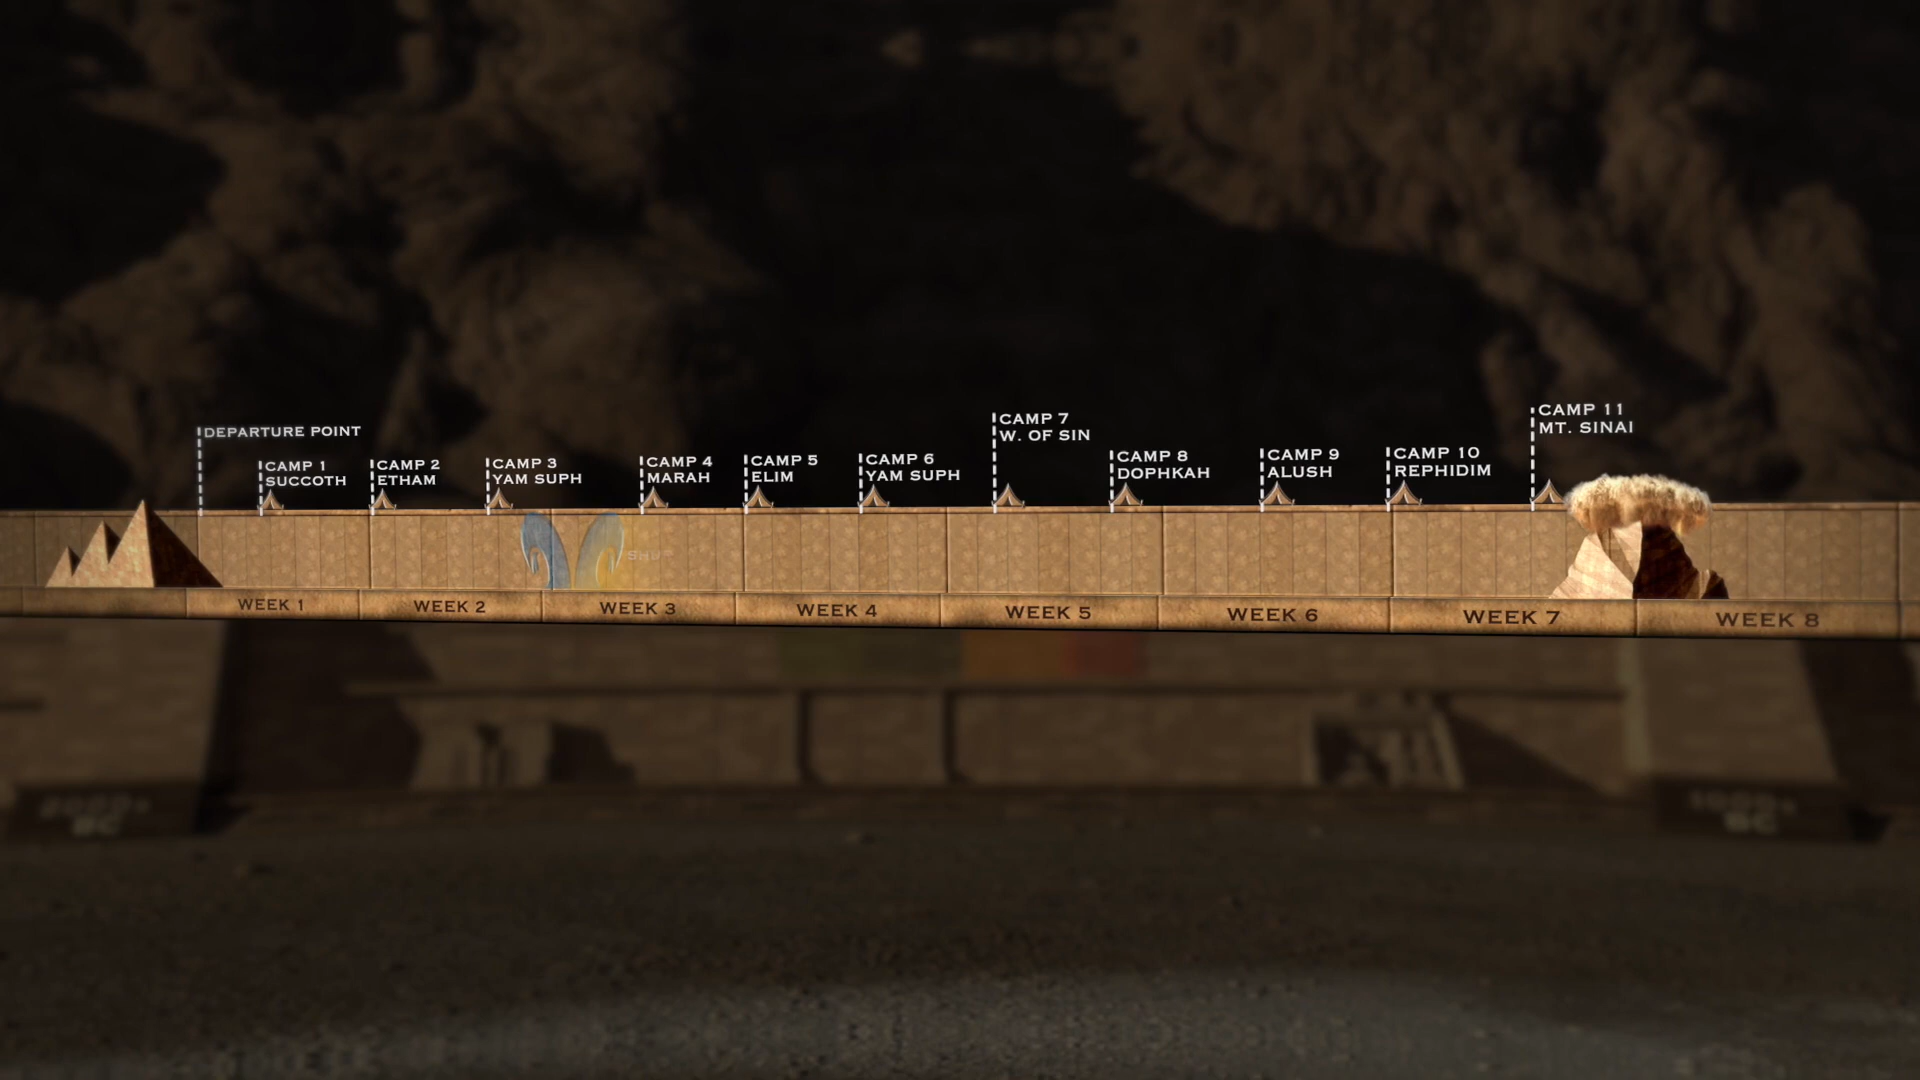 DEPARTURE POINT
CAMP 1
SUCCOTH
CAMP 2
ETHAM
CAMP 3
YAM SUPH
CAMP 4
MARAH
CAMP 5
ELIM
CAMP 6
YAM SUPH
CAMP 7
W. OF SIN
CAMP 8
DOPHKAH
CAMP 9
ALUSH
CAMP 10
REPHIDIM
CAMP 11
MT. SINAI
WEEK 1
WEEK 2
WEEK 3
WEEK 4
WEEK 5
WEEK 6
WEEK 7
WEEK 8